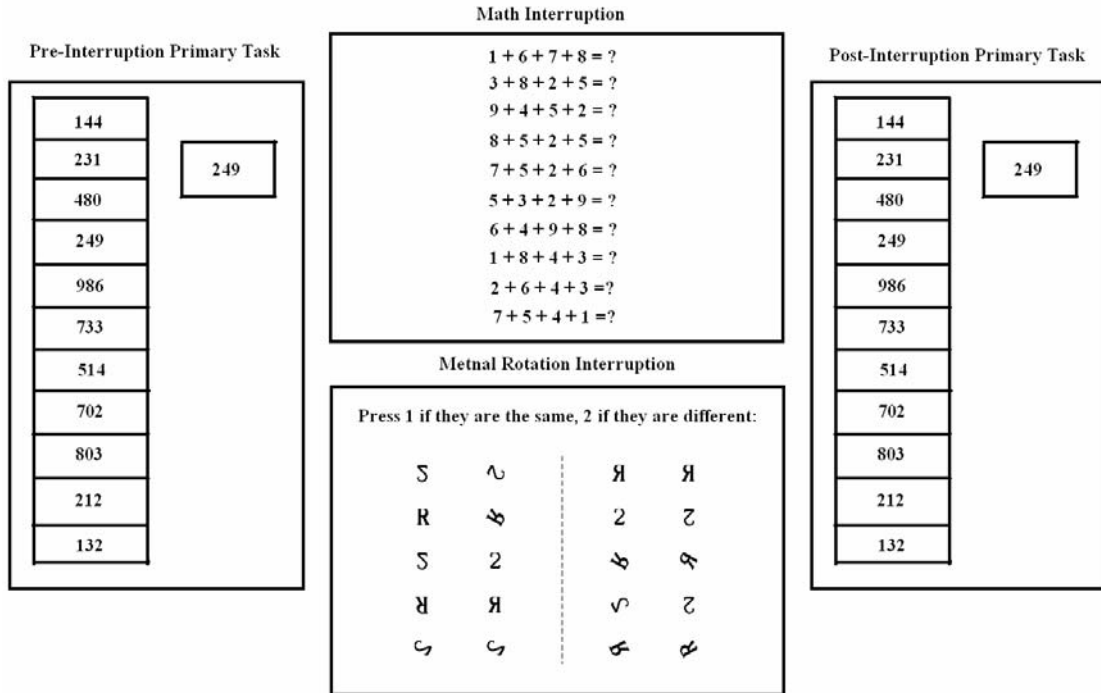 Pre-Interruption Primary Task
144
231
480
249
986
733
514
702
803
212
132
249
Math Interruption
1 + 6 + 7 + 8 = ?
3 + 8 + 2 + 5 = ?
9 + 4 + 5 + 2 = ?
8 + 5 + 2 + 5 = ?
7 + 5 + 2 + 6 = ?
5 + 3 + 2 + 9 = ?
6 + 4 + 9 + 8 = ?
1 + 8 + 4 + 3 = ?
2 + 6 + 4 + 3 =?
7 + 5 + 4 + 1 =?
Metnal Rotation Interruption
Press 1 if they are the same, 2 if they are different:
Post-Interruption Primary Task
144
231
480
249
986
733
514
702
803
212
132
249